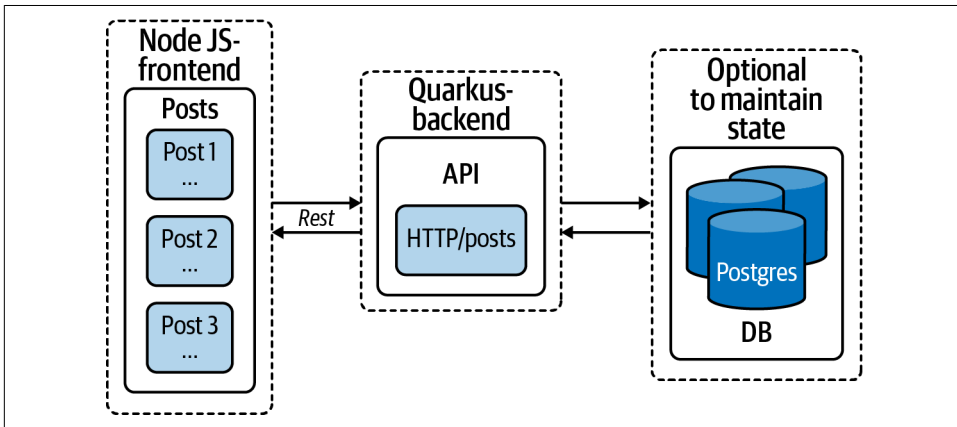 Node JS-
frontend
Posts
Post 1
...
Post 2
...
Post 3
...
Rest
Quarkus-
backend
API
HTTP/posts
Optional
to maintain
state
Postgres
DB